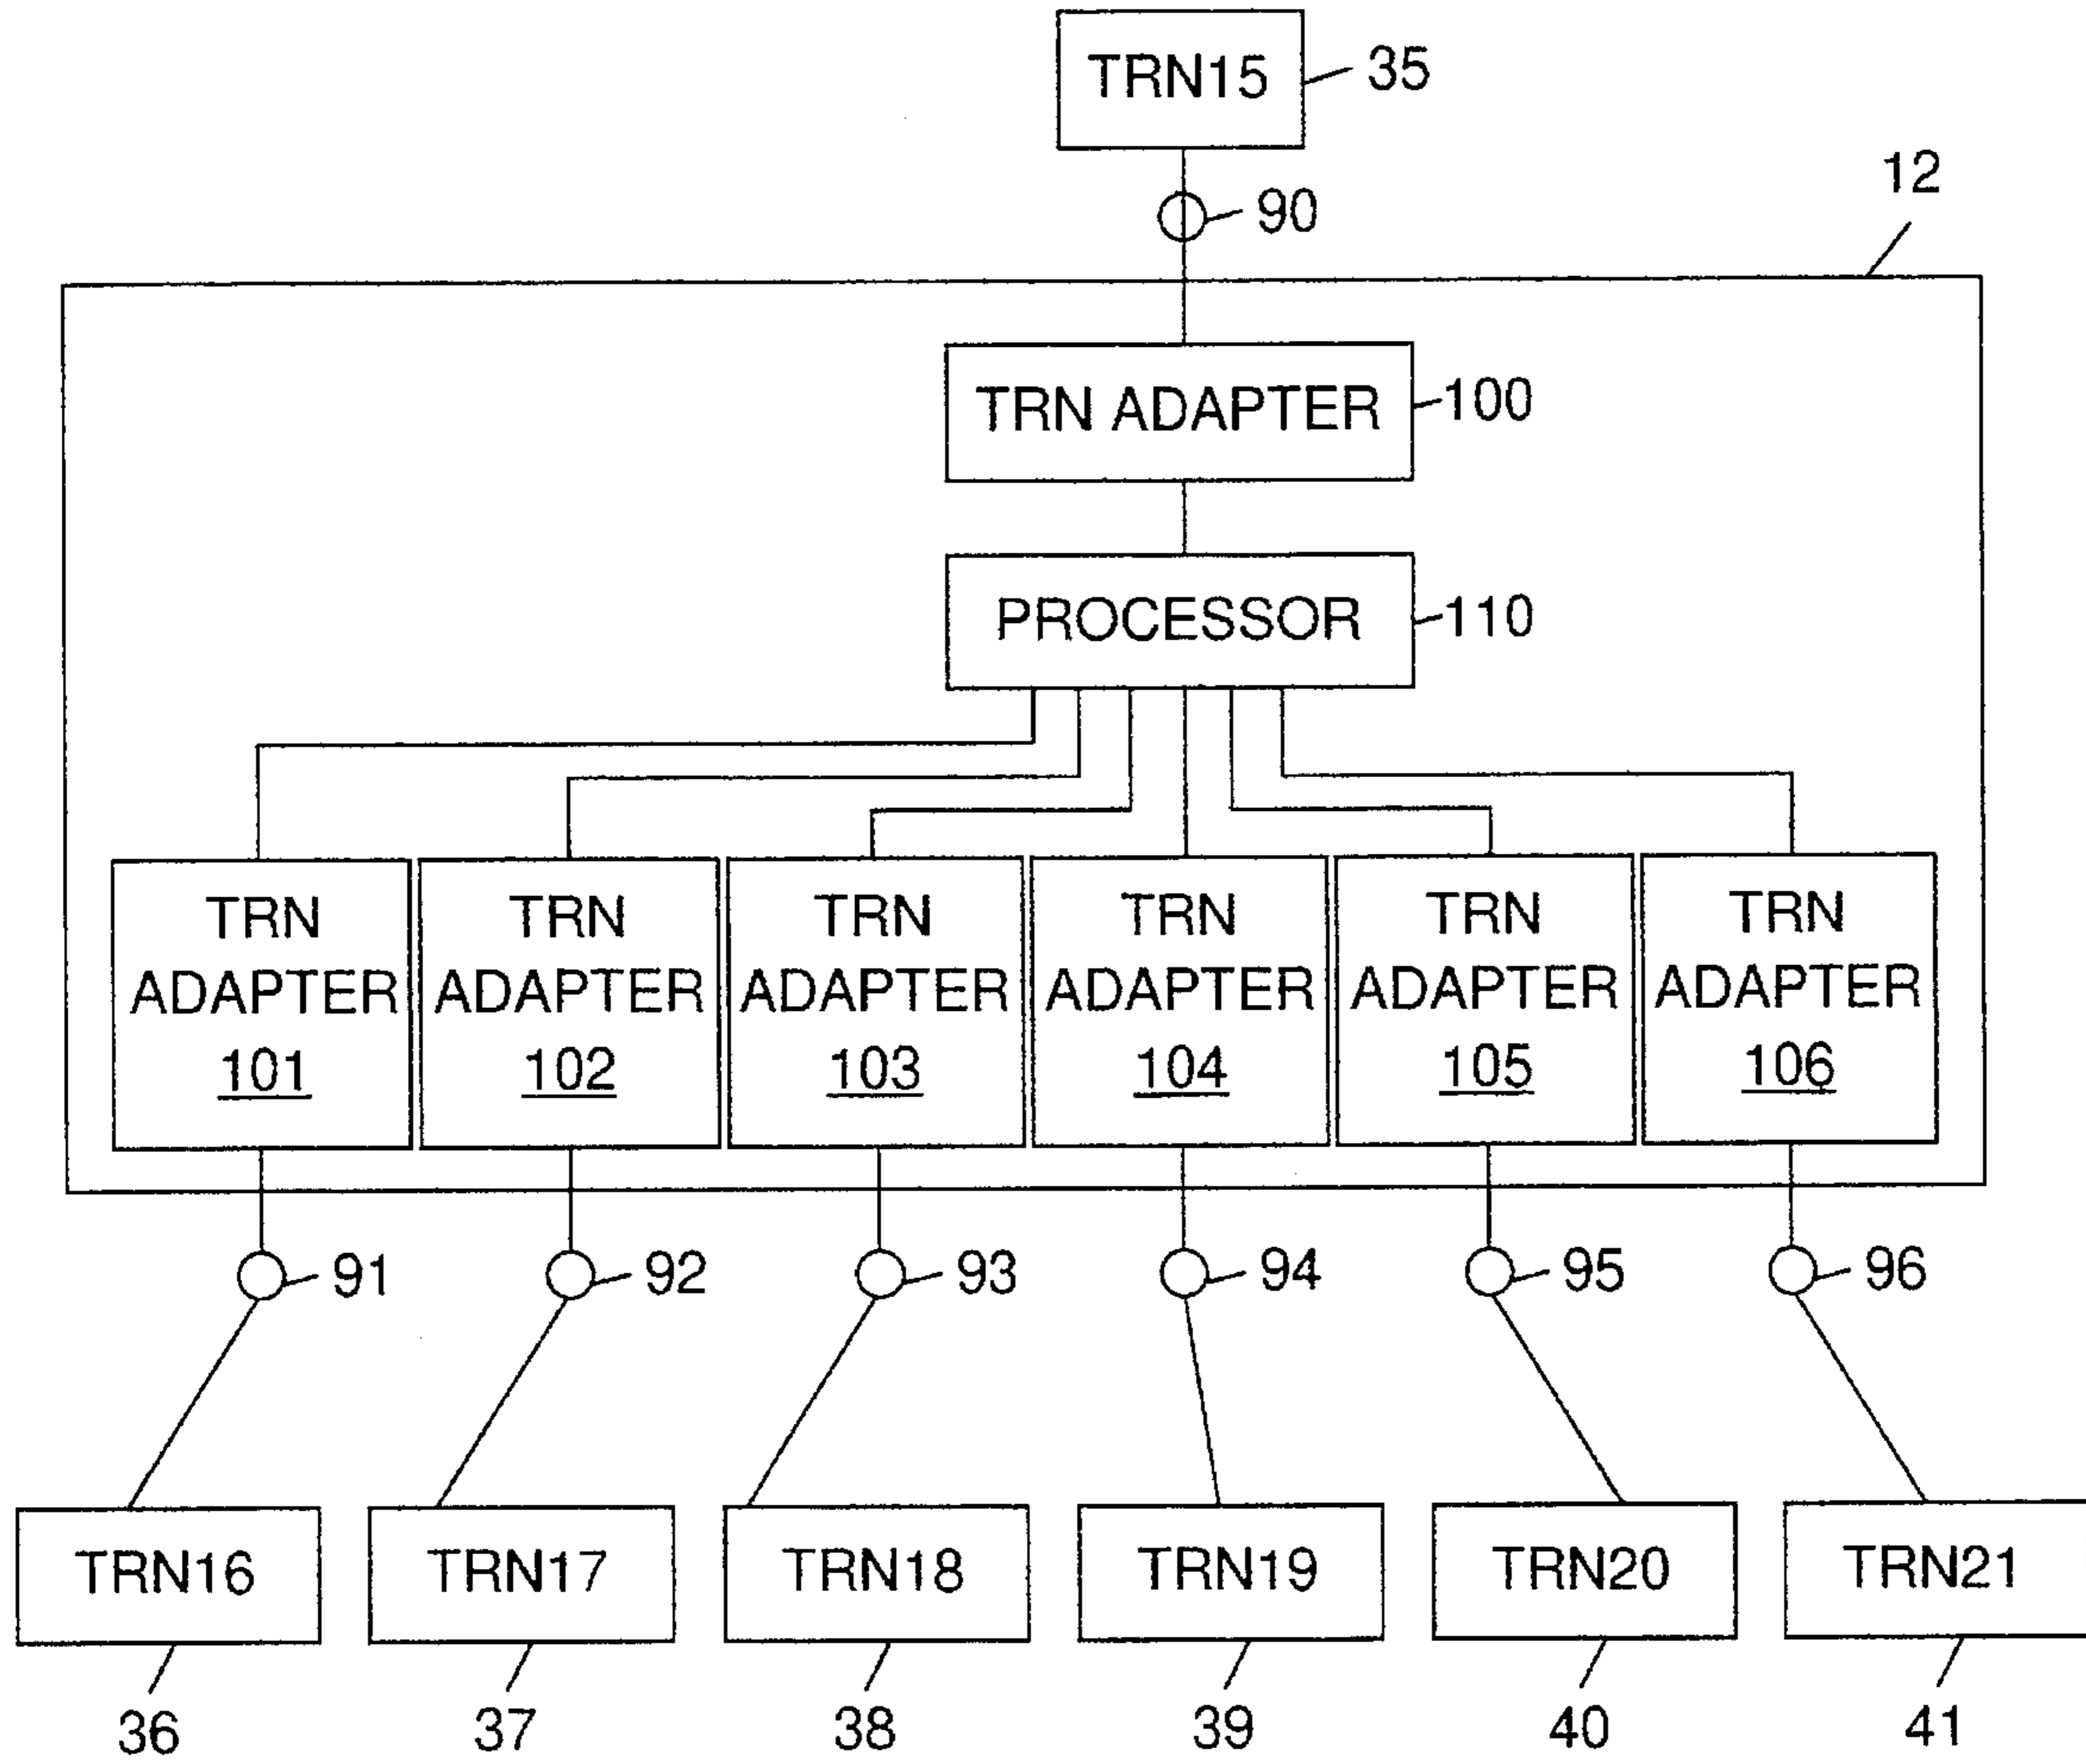 TRN15
35
90
12
TRN ADAPTER
100
PROCESSOR
110
TRN
ADAPTER
101
TRN
ADAPTER
102
TRN
ADAPTER
103
TRN
ADAPTER
104
TRN
ADAPTER
105
TRN
ADAPTER
106
91
92
93
94
95
96
TRN16
TRN17
TRN18
TRN19
TRN20
TRN21
36
37
38
39
40
41